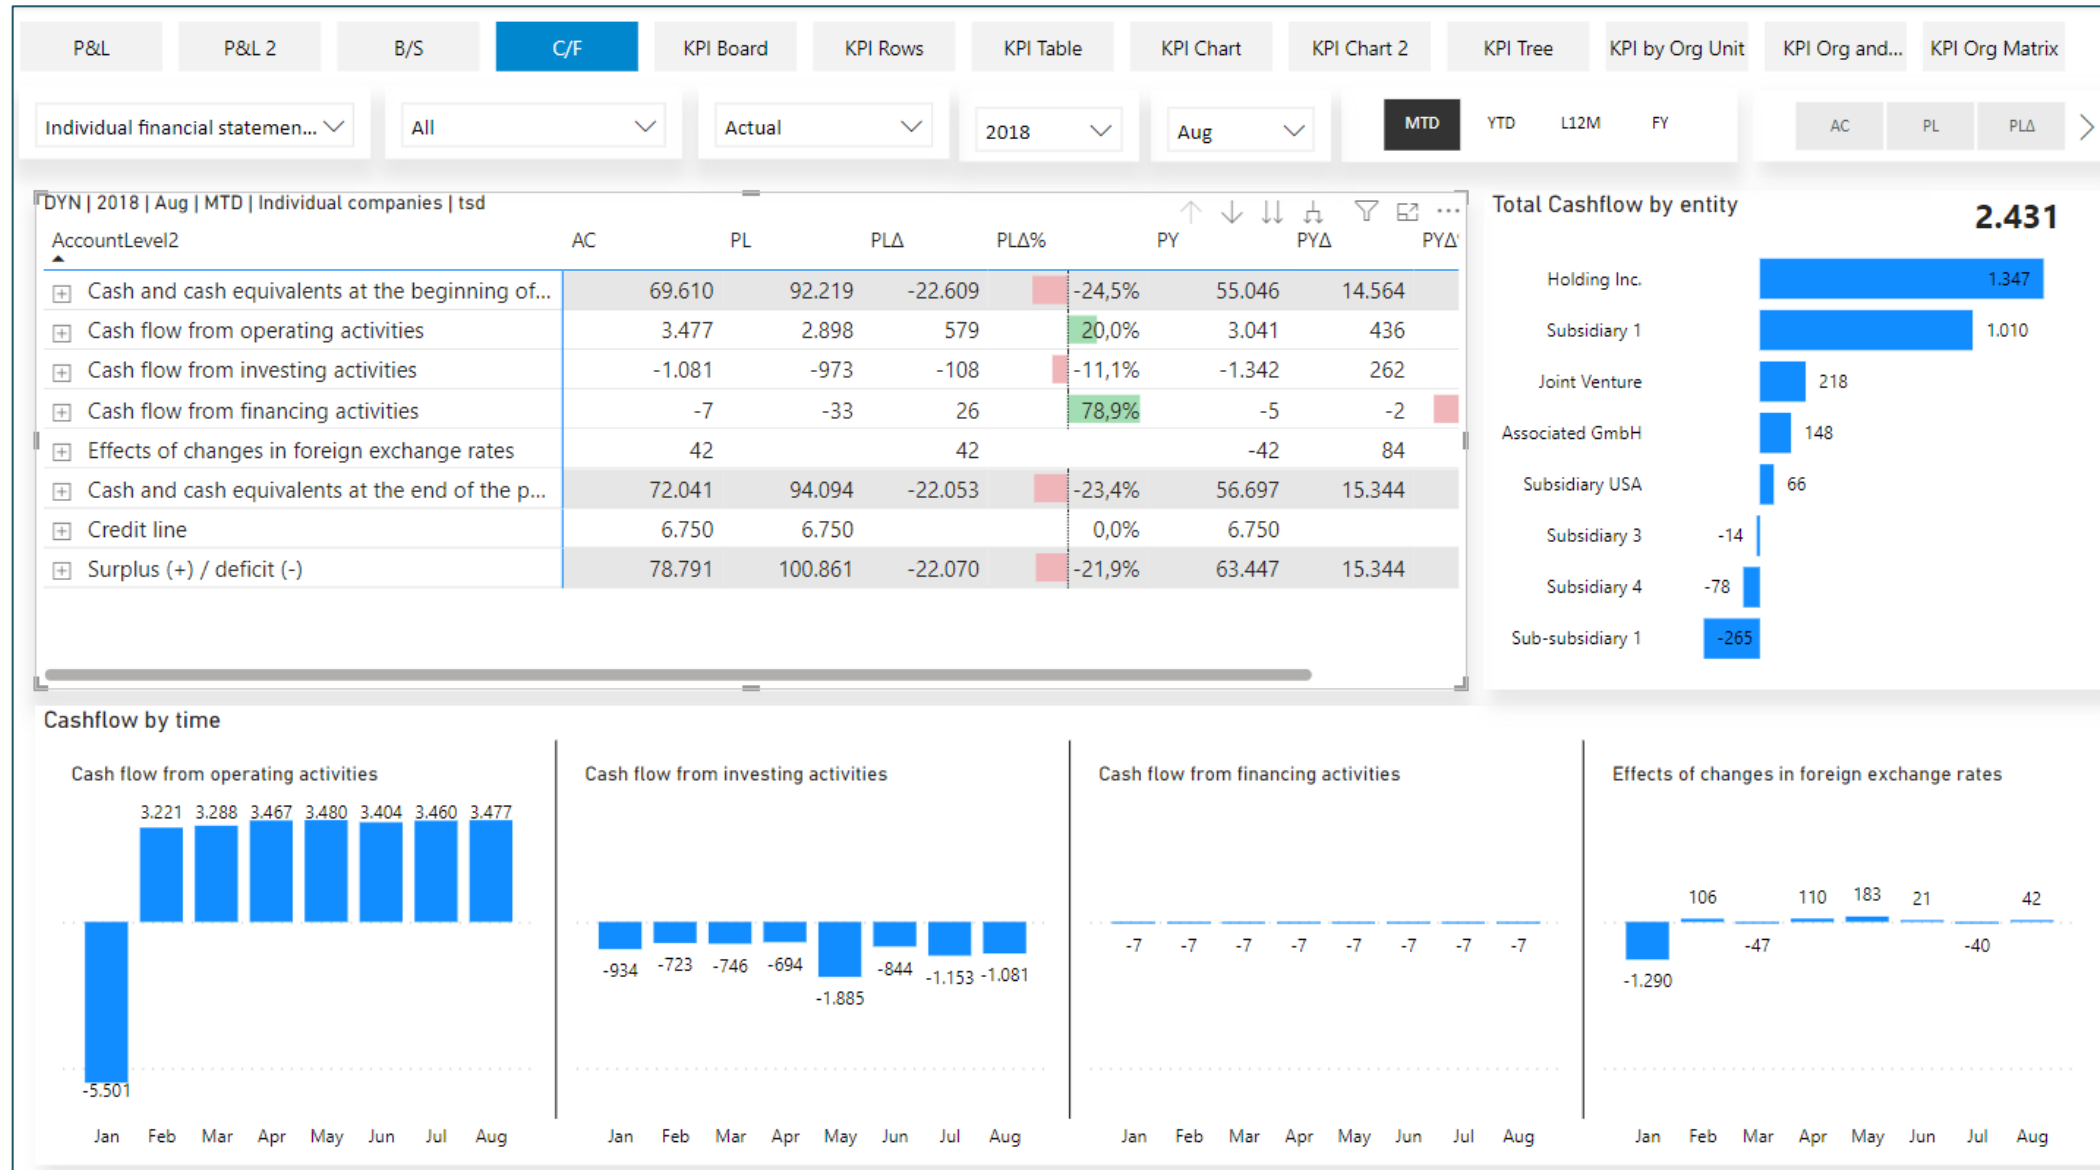 P&L P&L 2 B/S C/F KPI Board KPI Rows KPI Table KPI Chart KPI Chart 2 KPI Tree KPI by Org Unit KPI Org and... KPI Org Matrix
Individual financial statemen... All Actual 2018 Aug MTD YTD L12M FY AC PL PLΔ
DYN | 2018 | Aug | MTD | Individual companies | tsd
AccountLevel2 AC PL PLΔ PLΔ% PY PYΔ PYΔ
Cash and cash equivalents at the beginning of... 69.610 92.219 -22.609 -24,5% 55.046 14.564
Cash flow from operating activities 3.477 2.898 579 20,0% 3.041 436
Cash flow from investing activities -1.081 -973 -108 -11,1% -1.342 262
Cash flow from financing activities -7 -33 26 78,9% -5 -2
Effects of changes in foreign exchange rates 42 42 -42 84
Cash and cash equivalents at the end of the p... 72.041 94.094 -22.053 -23,4% 56.697 15.344
Credit line 6.750 6.750 0,0% 6.750
Surplus (+) / deficit (-) 78.791 100.861 -22.070 -21,9% 63.447 15.344
Total Cashflow by entity 2.431
Holding Inc. 1.347
Subsidiary 1 1.010
Joint Venture 218
Associated GmbH 148
Subsidiary USA 66
Subsidiary 3 -14
Subsidiary 4 -78
Sub-subsidiary 1 -265
Cashflow by time
Cash flow from operating activities
3.221 3.288 3.467 3.480 3.404 3.460 3.477
-5.501
Jan Feb Mar Apr May Jun Jul Aug
Cash flow from investing activities
-934 -723 -746 -694 -1.885 -844 -1.153 -1.081
Jan Feb Mar Apr May Jun Jul Aug
Cash flow from financing activities
-7 -7 -7 -7 -7 -7 -7 -7
Jan Feb Mar Apr May Jun Jul Aug
Effects of changes in foreign exchange rates
-1.290 106 -47 110 183 21 -40 42
Jan Feb Mar Apr May Jun Jul Aug